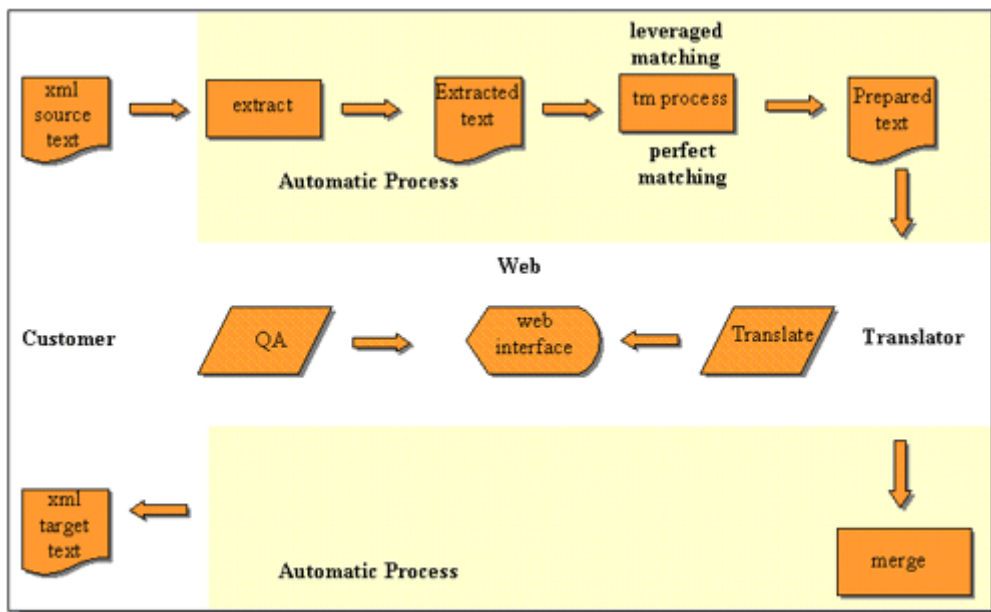 leveraged
matching
xml
source
text
extract
Extracted
text
tm process
Prepared
text
perfect
matching
Automatic Process
Web
Customer
QA
web
interface
Translate
Translator
xml
target
text
merge
Automatic Process